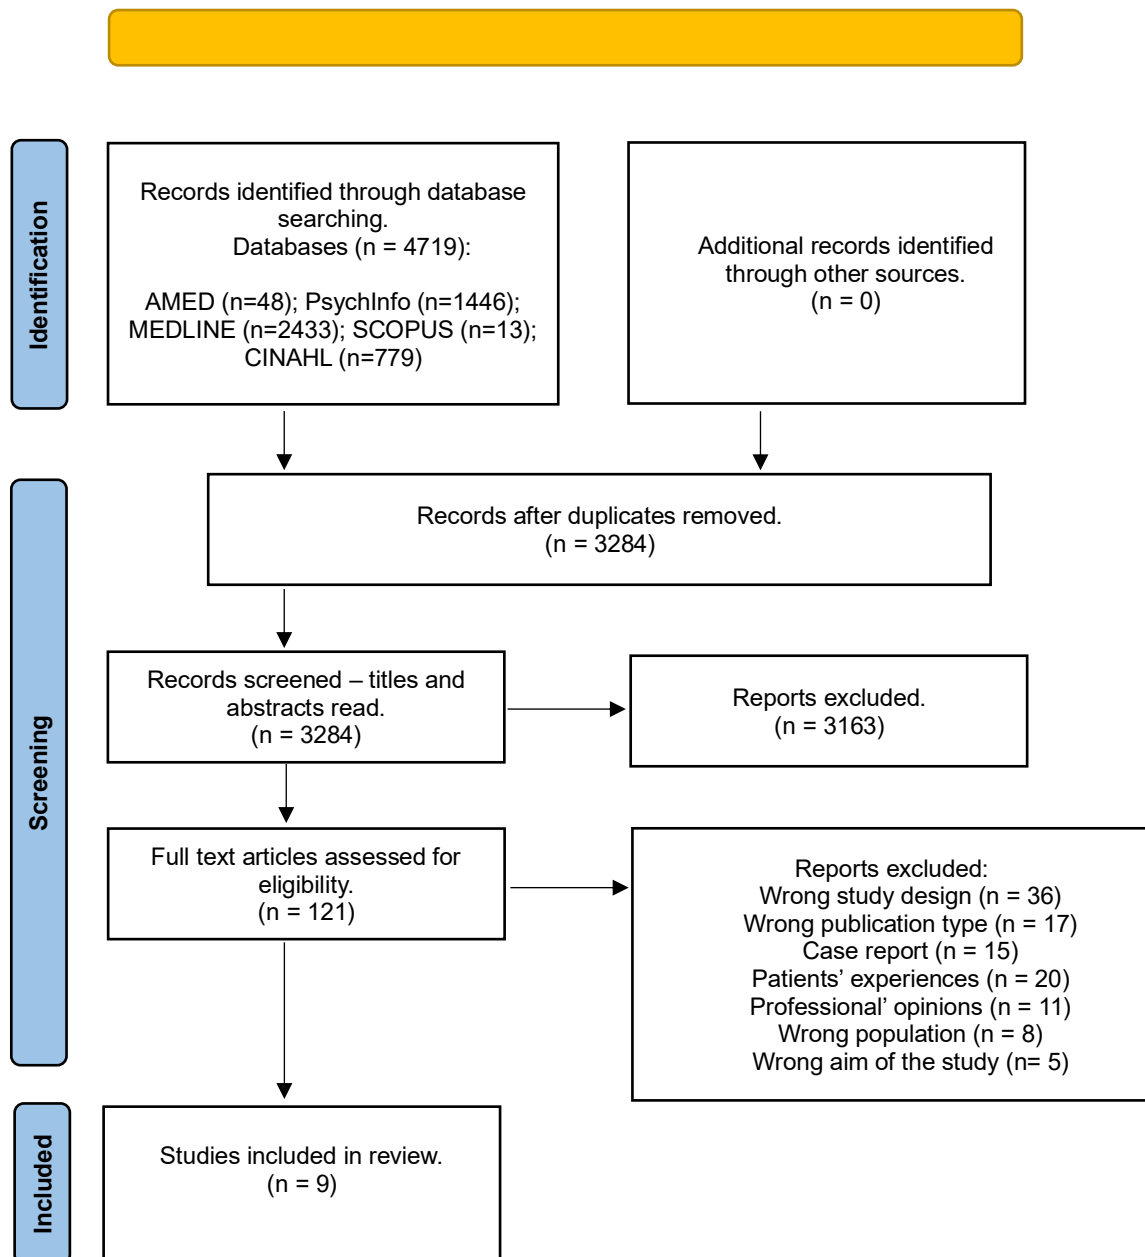 Identification
Records identified through database
searching.
Databases (n = 4719):
AMED (n=48); PsychInfo (n=1446);
MEDLINE (n=2433); SCOPUS (n=13);
CINAHL (n=779)
Additional records identified
through other sources.
(n = 0)
Screening
Records after duplicates removed.
(n = 3284)
Records screened – titles and
abstracts read.
(n = 3284)
Reports excluded.
(n = 3163)
Full text articles assessed for
eligibility.
(n = 121)
Reports excluded:
Wrong study design (n = 36)
Wrong publication type (n = 17)
Case report (n = 15)
Patients’ experiences (n = 20)
Professional’ opinions (n = 11)
Wrong population (n = 8)
Wrong aim of the study (n= 5)
Included
Studies included in review.
(n = 9)